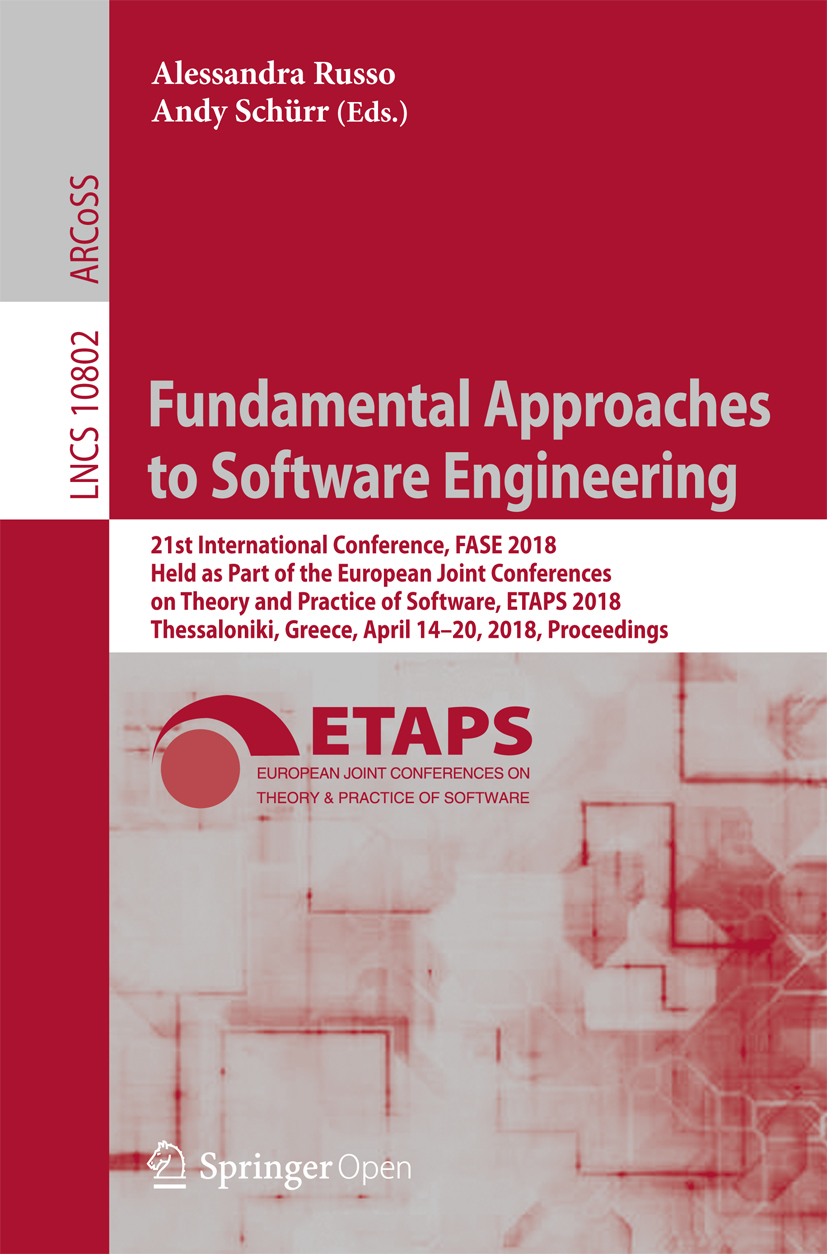 Alessandra Russo
Andy Schürr (Eds.)
ARCoSS
LNCS 10802
Fundamental Approaches
to Software Engineering
21st International Conference, FASE 2018
Held as Part of the European Joint Conferences
on Theory and Practice of Software, ETAPS 2018
Thessaloniki, Greece, April 14–20, 2018, Proceedings
ETAPS
EUROPEAN JOINT CONFERENCES ON
THEORY & PRACTICE OF SOFTWARE
Springer Open